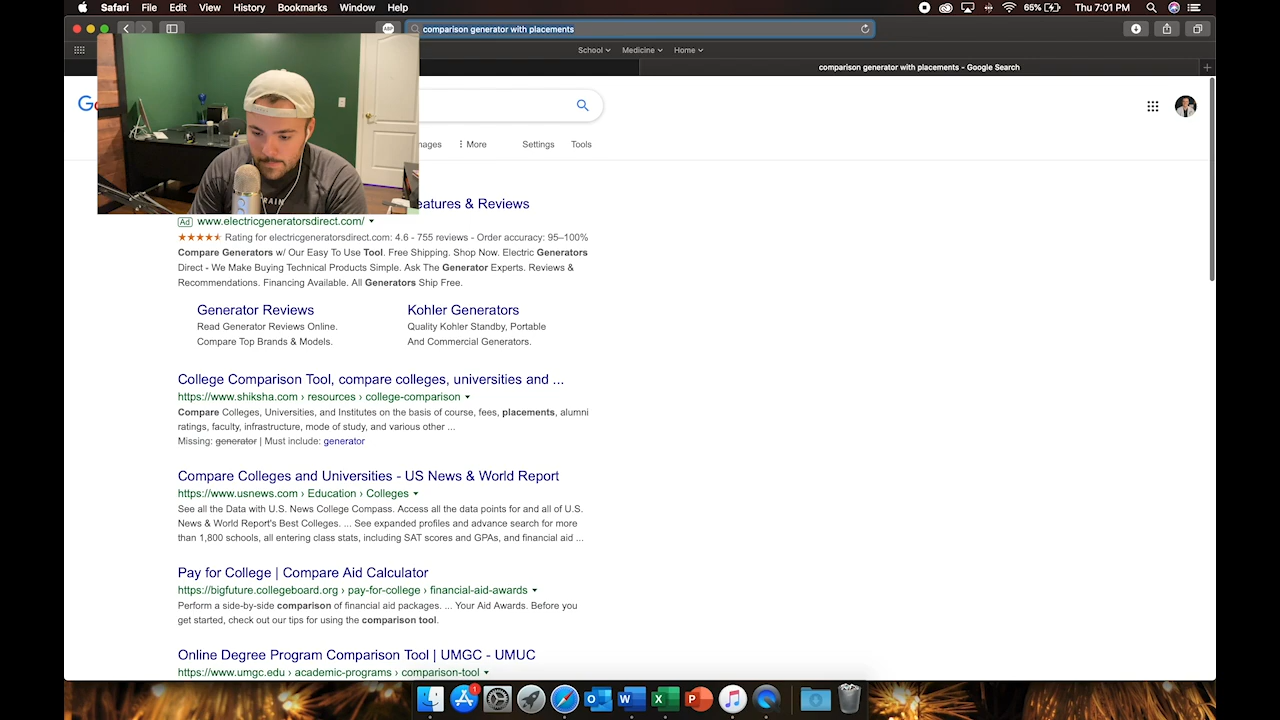 Safari File Edit View History Bookmarks Window Help 66% Thu 7:01 PM
ABP comparison generator with placements
School Medicine Home
comparison generator with placements - Google Search
Go
More Settings Tools
eatures & Reviews
Ad www.electricgeneratorsdirect.com/
Rating for electricgeneratorsdirect.com: 4.6 - 755 reviews - Order accuracy: 95–100%
Compare Generators w/ Our Easy To Use Tool. Free Shipping. Shop Now. Electric Generators
Direct - We Make Buying Technical Products Simple. Ask The Generator Experts. Reviews &
Recommendations. Financing Available. All Generators Ship Free.
Generator Reviews Kohler Generators
Read Generator Reviews Online. Quality Kohler Standby, Portable
Compare Top Brands & Models. And Commercial Generators.
College Comparison Tool, compare colleges, universities and ...
https://www.shiksha.com › resources › college-comparison
Compare Colleges, Universities, and Institutes on the basis of course, fees, placements, alumni
ratings, faculty, infrastructure, mode of study, and various other ...
Missing: generator | Must include: generator
Compare Colleges and Universities - US News & World Report
https://www.usnews.com › Education › Colleges
See all the Data with U.S. News College Compass. Access all the data points for and all of U.S.
News & World Report's Best Colleges. ... See expanded profiles and advance search for more
than 1,800 schools, all entering class stats, including SAT scores and GPAs, and financial aid ...
Pay for College | Compare Aid Calculator
https://bigfuture.collegeboard.org › pay-for-college › financial-aid-awards
Perform a side-by-side comparison of financial aid packages. ... Your Aid Awards. Before you
get started, check out our tips for using the comparison tool.
Online Degree Program Comparison Tool | UMGC - UMUC
https://www.umgc.edu › academic-programs › comparison-tool